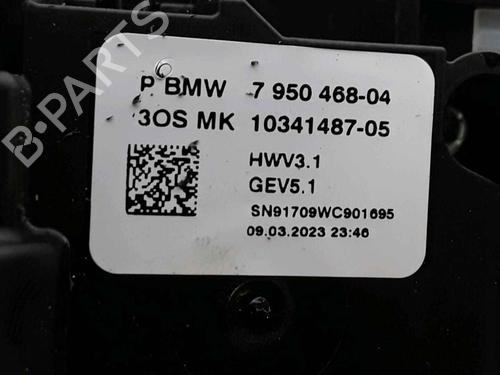 B-PARTS
P BMW 7 950 468-04
3OS MK 10341487-05
HWV3.1
GEV5.1
SN91709WC901695
09.03.2023 23:46